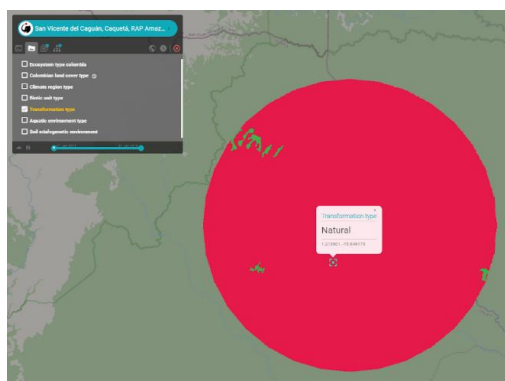 San Vicente del Caguán, Caquetá, RAP Amaz...
Ecosystem type colombia
Colombian land cover type
Climate region type
Biotic unit type
Transformation type
Aquatic environment type
Soil edafogenetic environment
Transformation type
Natural